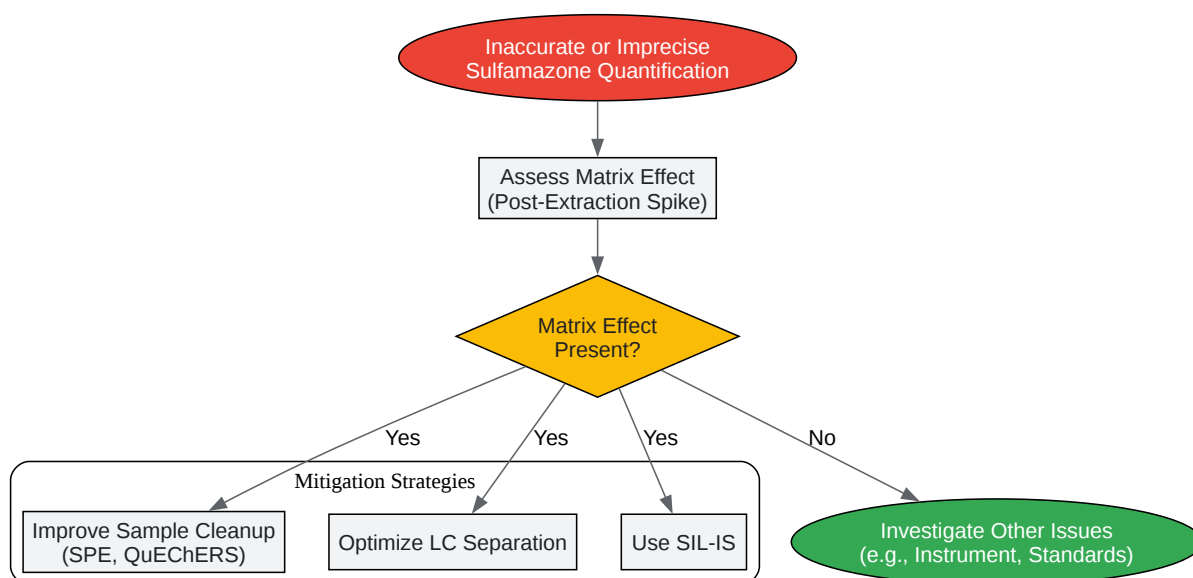 Inaccurate or Imprecise
Sulfamazone Quantification
Assess Matrix Effect
(Post-Extraction Spike)
Matrix Effect
Present?
Yes
Yes
Yes
No
Mitigation Strategies
Improve Sample Cleanup
(SPE, QuEChERS)
Optimize LC Separation
Use SIL-IS
Investigate Other Issues
(e.g., Instrument, Standards)